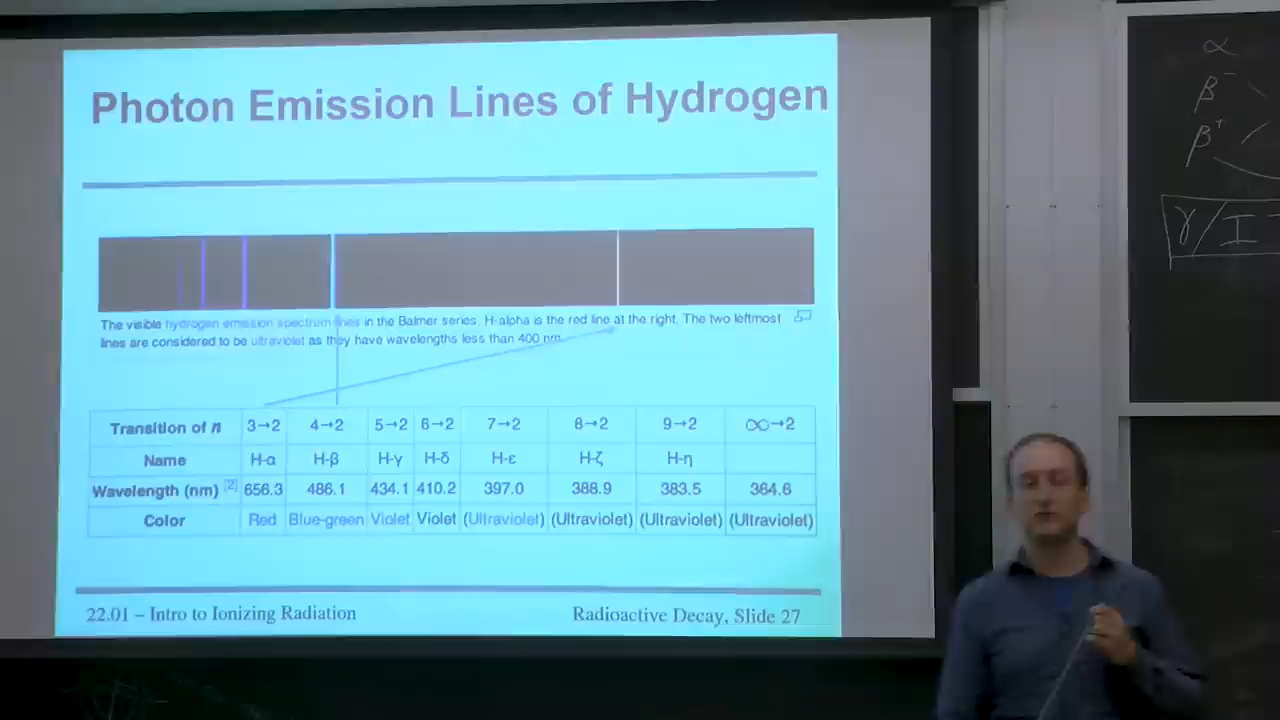 Photon Emission Lines of Hydrogen
The visible hydrogen emission spectrum lines in the Balmer series. H-alpha is the red line at the right. The two leftmost
lines are considered to be ultraviolet as they have wavelengths less than 400 nm.
Transition of n 3→2 4→2 5→2 6→2 7→2 8→2 9→2 ∞→2
Name H-α H-β H-γ H-δ H-ε H-ζ H-η
Wavelength (nm) [2] 656.3 486.1 434.1 410.2 397.0 388.9 383.5 364.6
Color Red Blue-green Violet Violet (Ultraviolet) (Ultraviolet) (Ultraviolet) (Ultraviolet)
22.01 – Intro to Ionizing Radiation
Radioactive Decay, Slide 27
α
β⁻
β⁺
γ/I